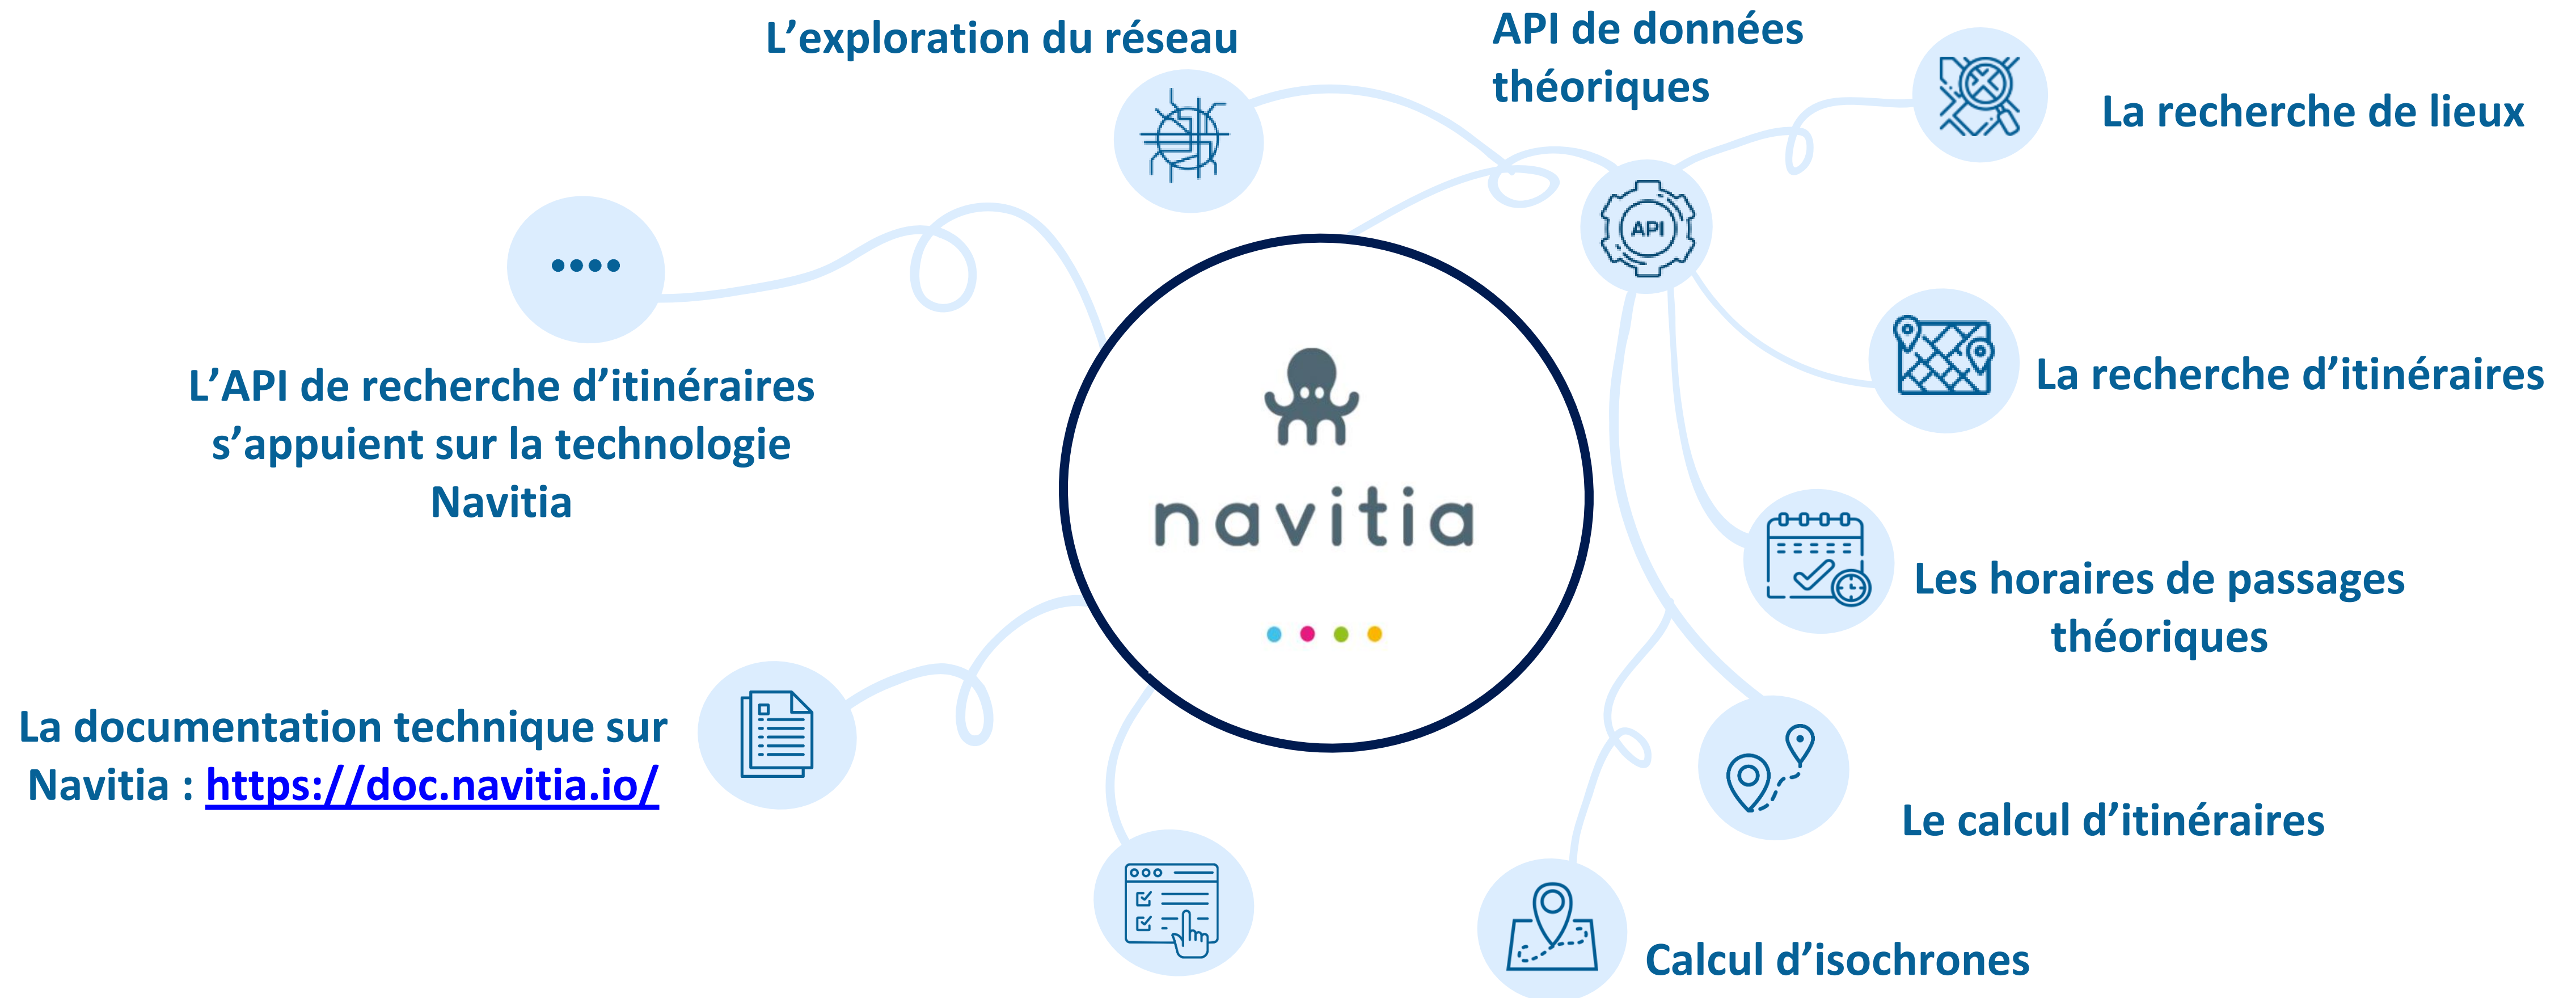 L’exploration du réseau
API de données
théoriques
La recherche de lieux
API
L’API de recherche d’itinéraires
s’appuient sur la technologie
Navitia
navitia
La recherche d’itinéraires
Les horaires de passages
théoriques
La documentation technique sur
Navitia : https://doc.navitia.io/
Le calcul d’itinéraires
Calcul d’isochrones